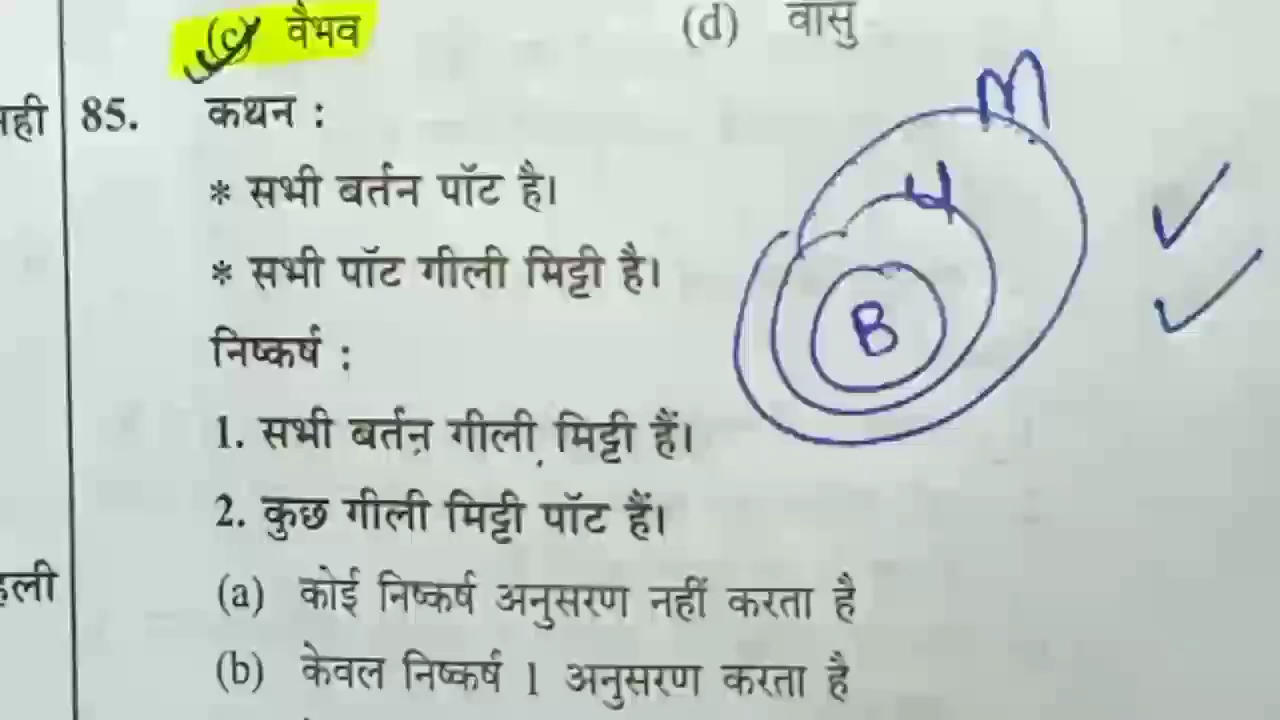 (c) वैभव (d) वासु
85. कथन :
* सभी बर्तन पॉट है।
* सभी पॉट गीली मिट्टी है।
निष्कर्ष :
1. सभी बर्तन गीली मिट्टी हैं।
2. कुछ गीली मिट्टी पॉट हैं।
(a) कोई निष्कर्ष अनुसरण नहीं करता है
(b) केवल निष्कर्ष 1 अनुसरण करता है
m
B